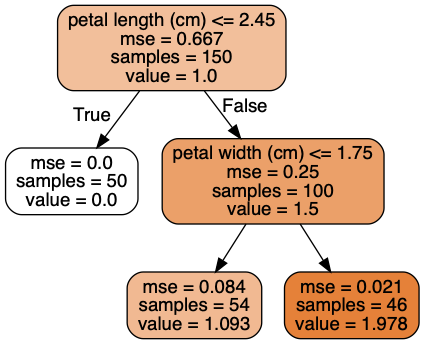 petal length (cm) <= 2.45
mse = 0.667
samples = 150
value = 1.0
True
False
mse = 0.0
samples = 50
value = 0.0
petal width (cm) <= 1.75
mse = 0.25
samples = 100
value = 1.5
mse = 0.084
samples = 54
value = 1.093
mse = 0.021
samples = 46
value = 1.978